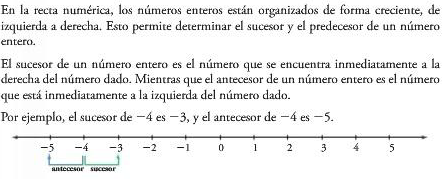 En la recta numérica, los números enteros están organizados de forma creciente, de
izquierda a derecha. Esto permite determinar el sucesor y el predecesor de un número
entero.
El sucesor de un número entero es el número que se encuentra inmediatamente a la
derecha del número dado. Mientras que el antecesor de un número entero es el número
que está inmediatamente a la izquierda del número dado.
Por ejemplo, el sucesor de −4 es −3, y el antecesor de −4 es −5.
−5 −4 −3 −2 −1 0 1 2 3 4 5
antecesor sucesor